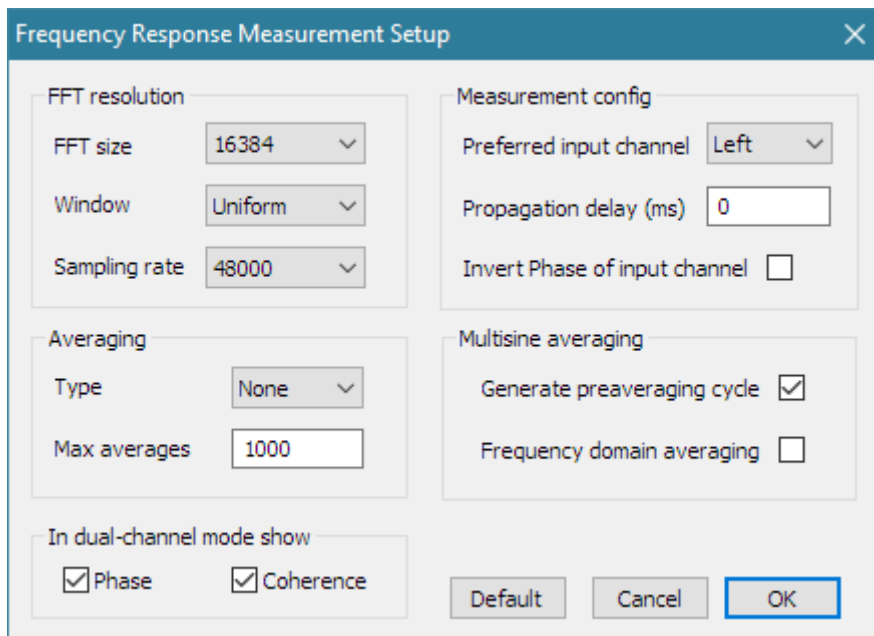 Frequency Response Measurement Setup
FFT resolution
FFT size 16384
Window Uniform
Sampling rate 48000
Measurement config
Preferred input channel Left
Propagation delay (ms) 0
Invert Phase of input channel
Averaging
Type None
Max averages 1000
Multisine averaging
Generate preaveraging cycle
Frequency domain averaging
In dual-channel mode show
Phase Coherence
Default Cancel OK